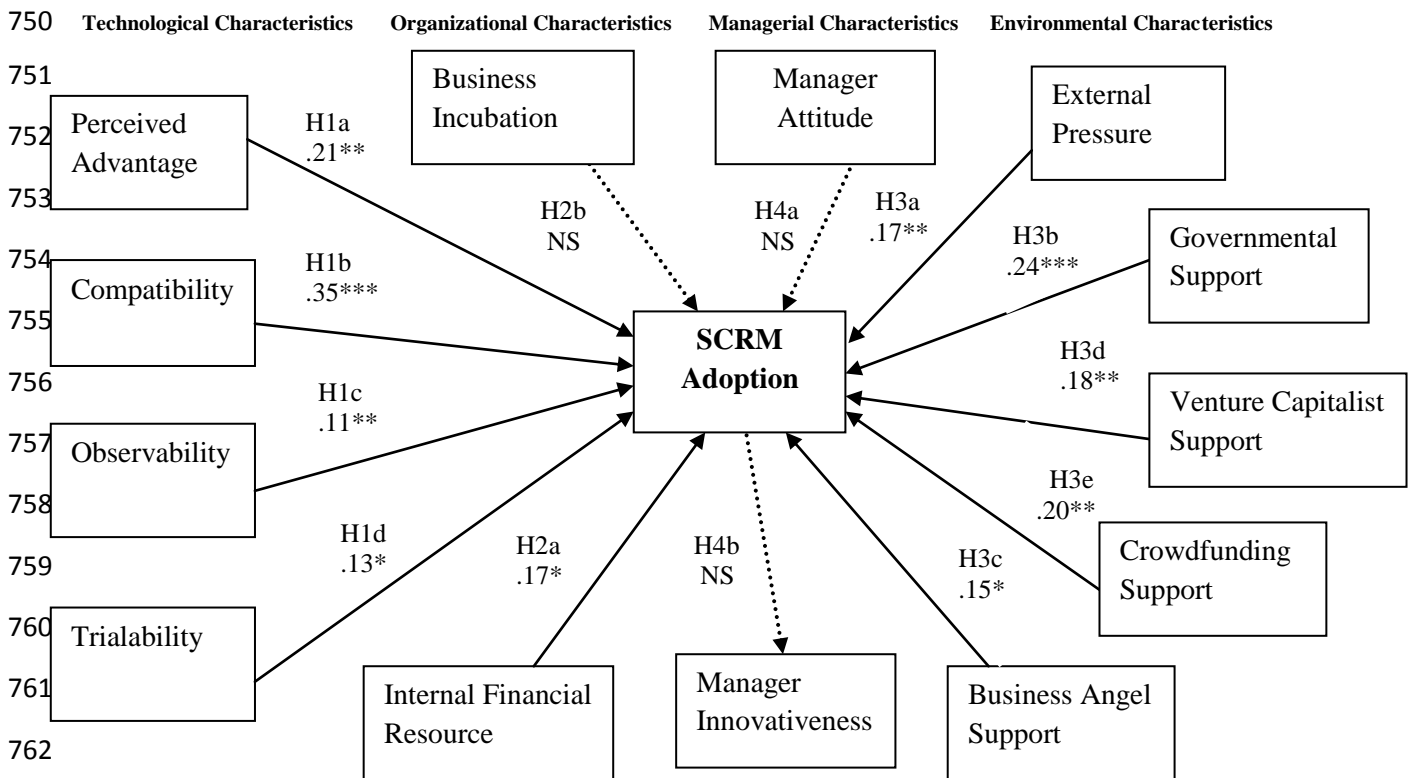 750
Technological Characteristics
Organizational Characteristics
Managerial Characteristics
Environmental Characteristics
751
Business
Incubation
Manager
Attitude
External
Pressure
752
Perceived
Advantage
H1a
.21**
753
H2b
NS
H4a
NS
H3a
.17**
H3b
.24***
Governmental
Support
754
Compatibility
H1b
.35***
755
SCRM
Adoption
H3d
.18**
756
H1c
.11**
Venture Capitalist
Support
757
Observability
758
H3e
.20**
H1d
.13*
H2a
.17*
H4b
NS
H3c
.15*
Crowdfunding
Support
759
760
Trialability
761
Internal Financial
Resource
Manager
Innovativeness
Business Angel
Support
762